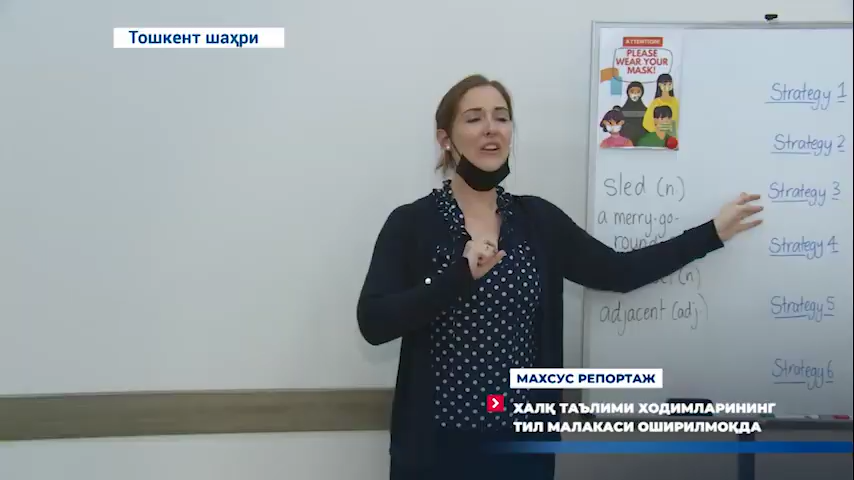 Тошкент шаҳри
ATTENTION!
PLEASE
WEAR YOUR
MASK!
Strategy 1
Strategy 2
Strategy 3
Strategy 4
Strategy 5
Strategy 6
sled (n.)
a merry-go-
round
(n.)
adjacent (adj.)
МАХСУС РЕПОРТАЖ
ХАЛҚ ТАЪЛИМИ ХОДИМЛАРИНИНГ
ТИЛ МАЛАКАСИ ОШИРИЛМОҚДА